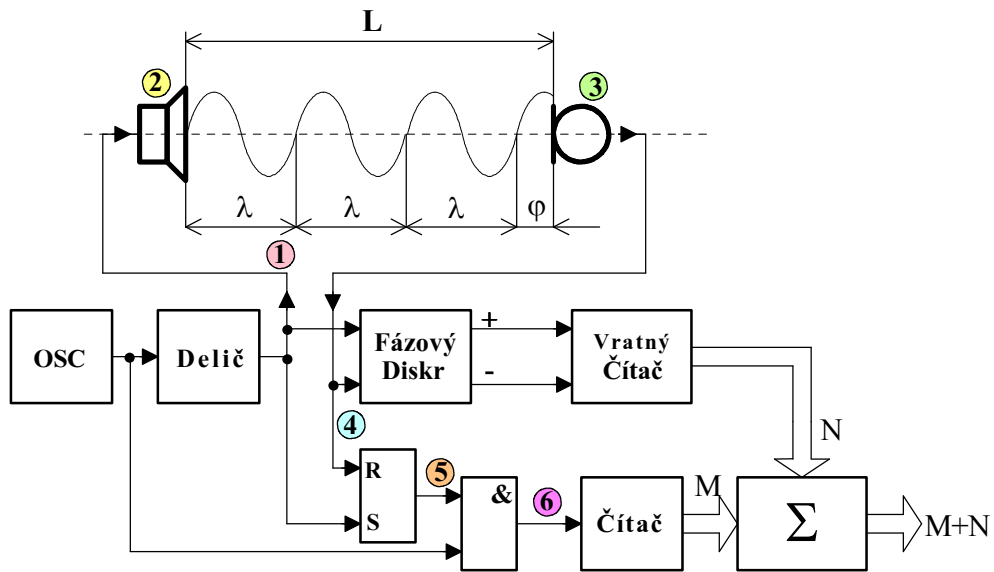 L
2
3
λ
λ
λ
φ
1
OSC
Delič
Fázový
Diskr
+
-
Vratný
Čítač
N
4
R
S
5
&
6
Čítač
M
Σ
M+N